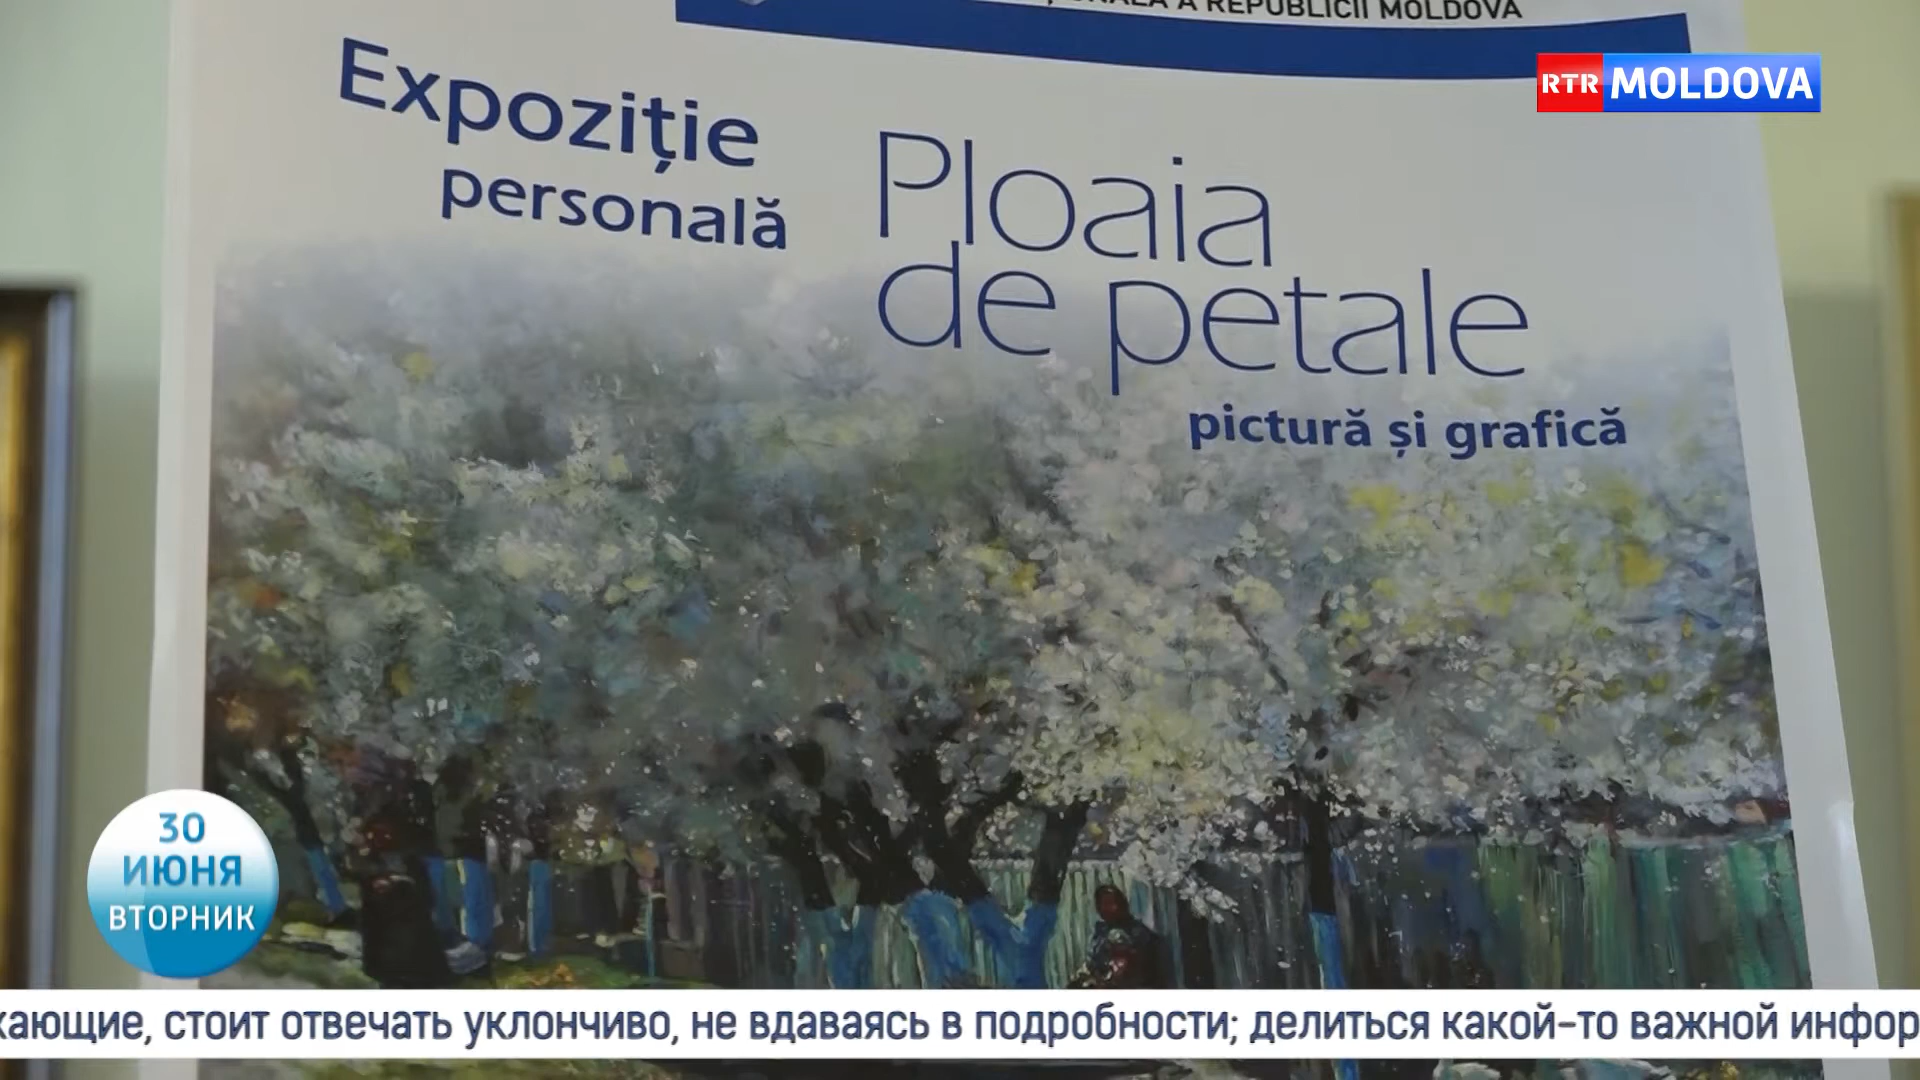 A REPUBLICII MOLDOVA
RTR MOLDOVA
Expoziție
personală
Ploaia
de petale
pictură și grafică
30
ИЮНЯ
ВТОРНИК
стоит отвечать уклончиво, не вдаваясь в подробности; делиться какой-то важной